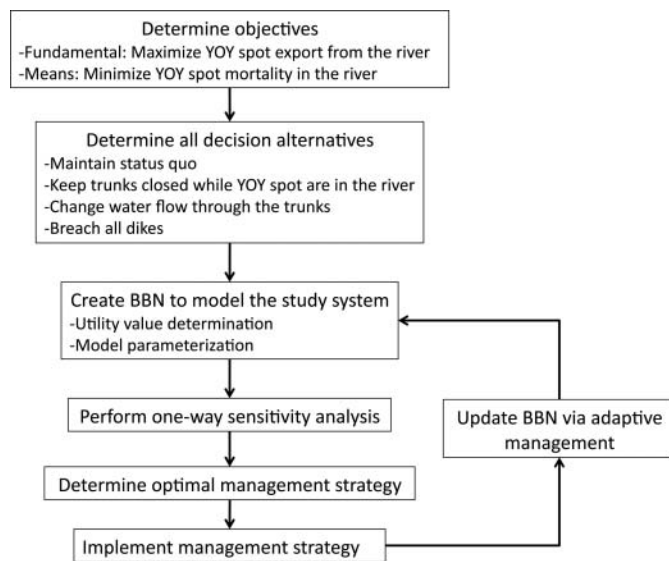 Determine objectives
-Fundamental: Maximize YOY spot export from the river
-Means: Minimize YOY spot mortality in the river
Determine all decision alternatives
-Maintain status quo
-Keep trunks closed while YOY spot are in the river
-Change water flow through the trunks
-Breach all dikes
Create BBN to model the study system
-Utility value determination
-Model parameterization
Perform one-way sensitivity analysis
Update BBN via adaptive
management
Determine optimal management strategy
Implement management strategy